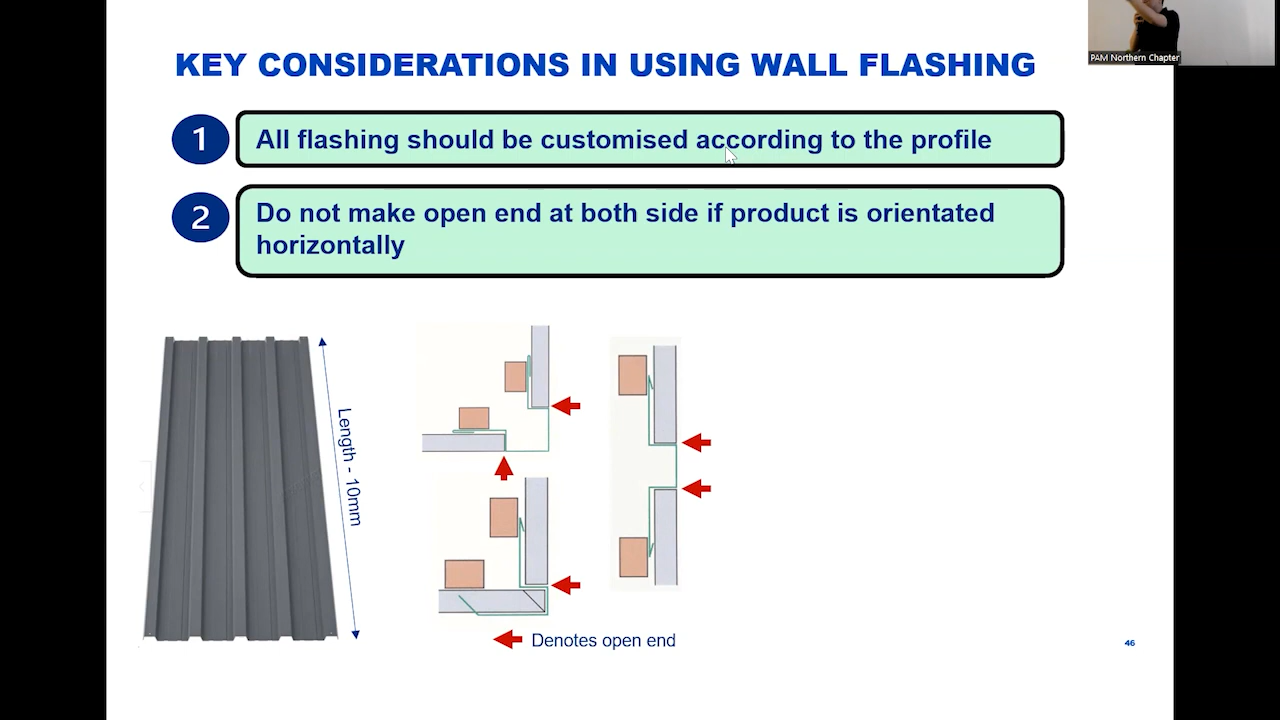 PAM Northern Chapter
KEY CONSIDERATIONS IN USING WALL FLASHING
1
All flashing should be customised according to the profile
2
Do not make open end at both side if product is orientated
horizontally
Length - 10mm
Denotes open end
46